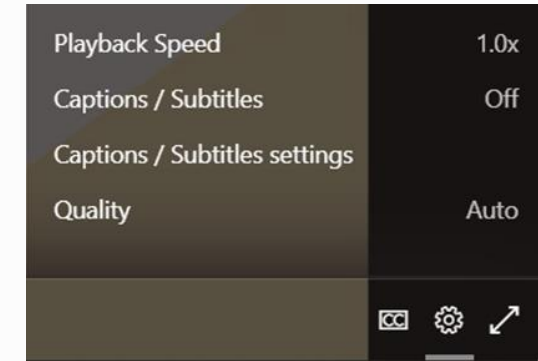 Playback Speed 1.0x
Captions / Subtitles Off
Captions / Subtitles settings
Quality Auto
CC